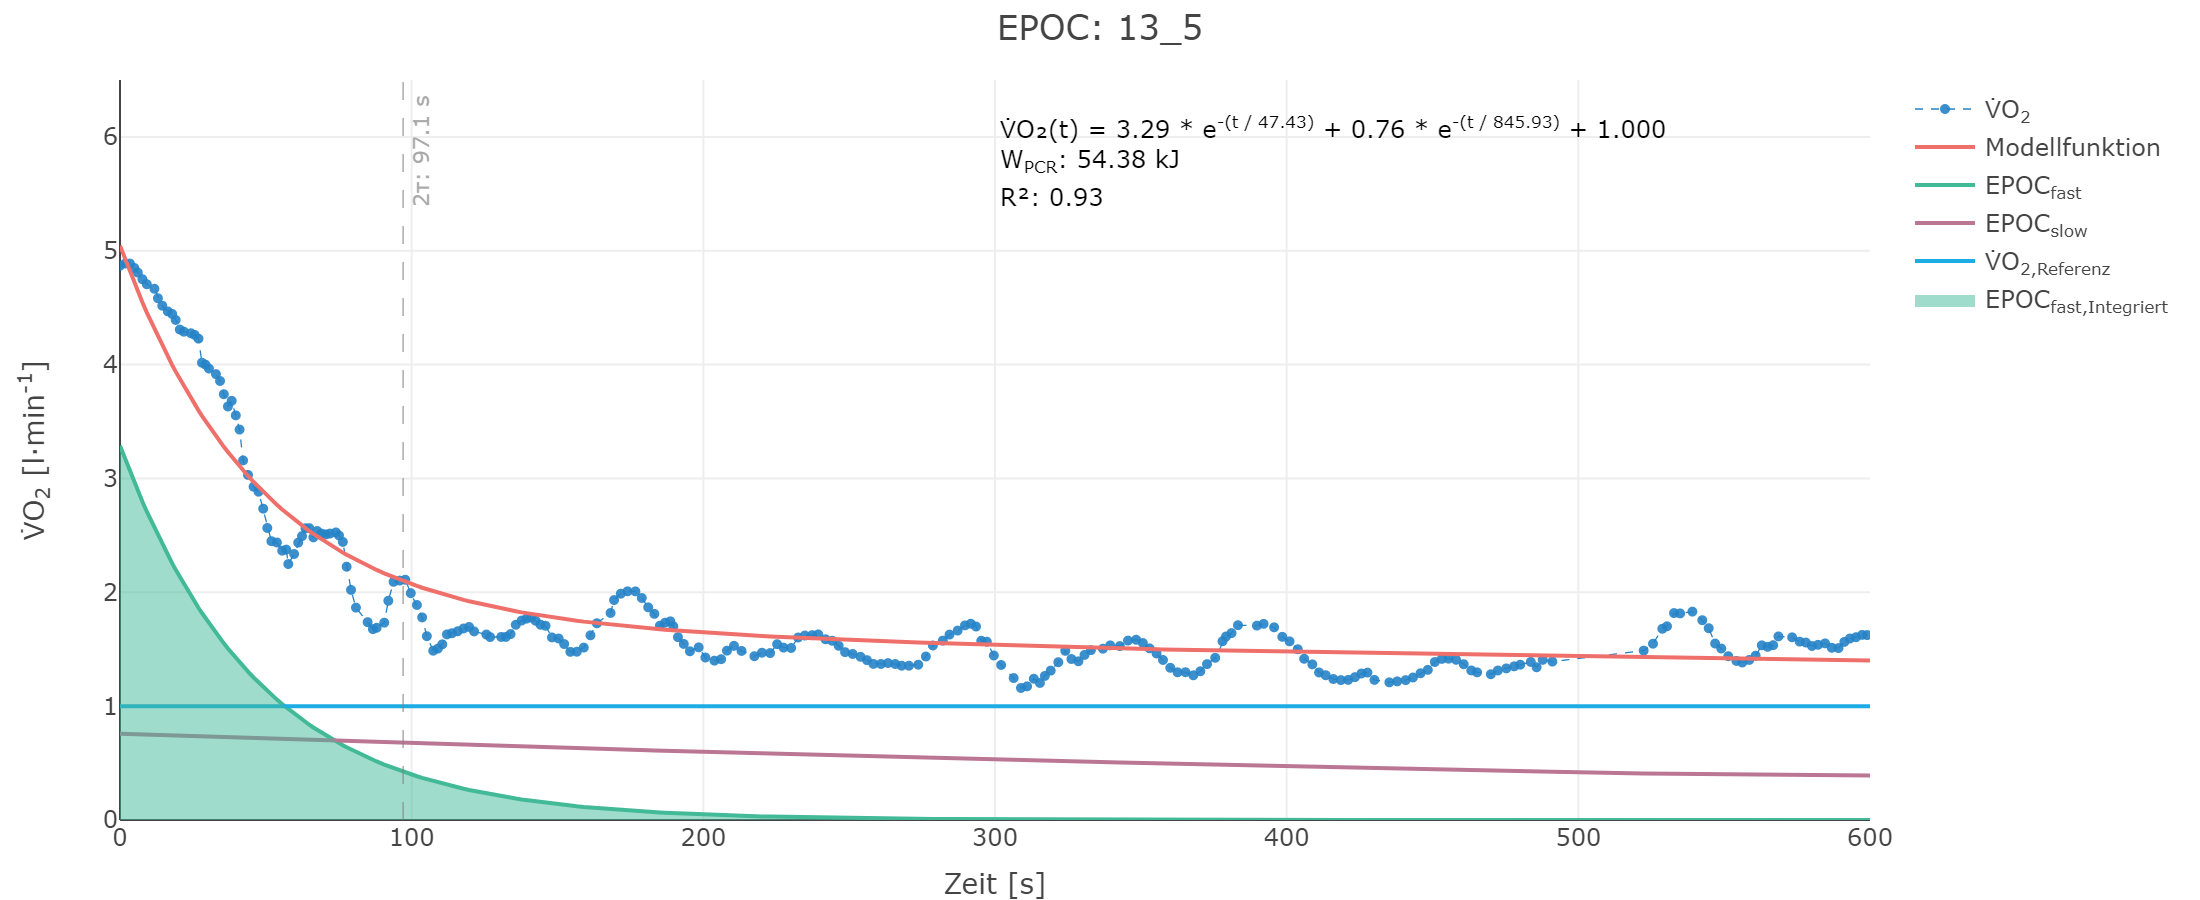 EPOC: 13_5
V̇O₂(t) = 3.29 * e^-(t / 47.43) + 0.76 * e^-(t / 845.93) + 1.000
W_PCR: 54.38 kJ
R²: 0.93
2τ: 97.1 s
V̇O₂
Modellfunktion
EPOC_fast
EPOC_slow
V̇O₂,Referenz
EPOC_fast,Integriert
V̇O₂ [l·min⁻¹]
6
5
4
3
2
1
0
0 100 200 300 400 500 600
Zeit [s]